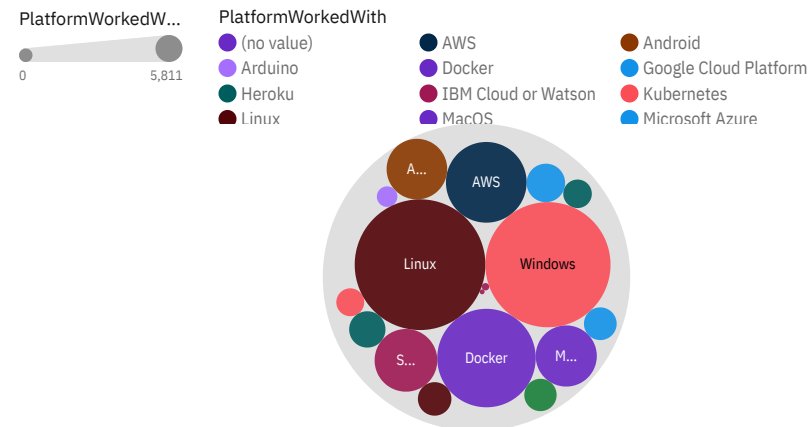 PlatformWorkedW...
0 5,811
PlatformWorkedWith
(no value) AWS Android
Arduino Docker Google Cloud Platform
Heroku IBM Cloud or Watson Kubernetes
Linux MacOS Microsoft Azure
A...
AWS
Linux
Windows
S...
Docker
M...